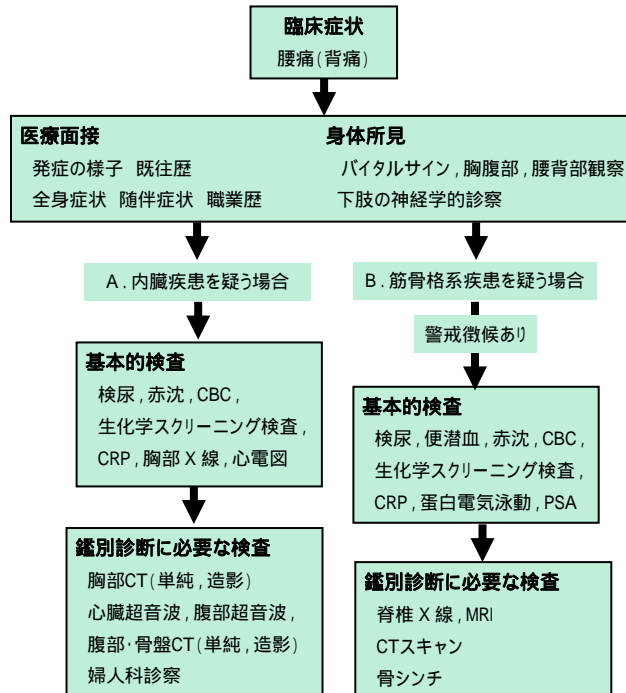 臨床症状
腰痛(背痛)
医療面接
発症の様子 既往歴
全身症状 随伴症状 職業歴
身体所見
バイタルサイン,胸腹部,腰背部観察
下肢の神経学的診察
A.内臓疾患を疑う場合
基本的検査
検尿,赤沈,CBC,
生化学スクリーニング検査,
CRP,胸部X線,心電図
鑑別診断に必要な検査
胸部CT(単純,造影)
心臓超音波,腹部超音波,
腹部・骨盤CT(単純,造影)
婦人科診察
B.筋骨格系疾患を疑う場合
警戒徴候あり
基本的検査
検尿,便潜血,赤沈,CBC,
生化学スクリーニング検査,
CRP,蛋白電気泳動,PSA
鑑別診断に必要な検査
脊椎X線,MRI
CTスキャン
骨シンチ